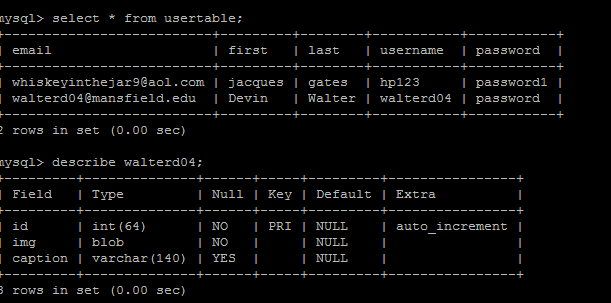 mysql> select * from usertable;
+--------------------------+---------+--------+-----------+-----------+
| email | first | last | username | password |
+--------------------------+---------+--------+-----------+-----------+
| whiskeyinthejar9@aol.com | jacques | gates | hp123 | password1 |
| walterd04@mansfield.edu | Devin | Walter | walterd04 | password |
+--------------------------+---------+--------+-----------+-----------+
2 rows in set (0.00 sec)
mysql> describe walterd04;
+---------+--------------+------+-----+---------+----------------+
| Field | Type | Null | Key | Default | Extra |
+---------+--------------+------+-----+---------+----------------+
| id | int(64) | NO | PRI | NULL | auto_increment |
| img | blob | NO | | NULL | |
| caption | varchar(140) | YES | | NULL | |
+---------+--------------+------+-----+---------+----------------+
3 rows in set (0.00 sec)